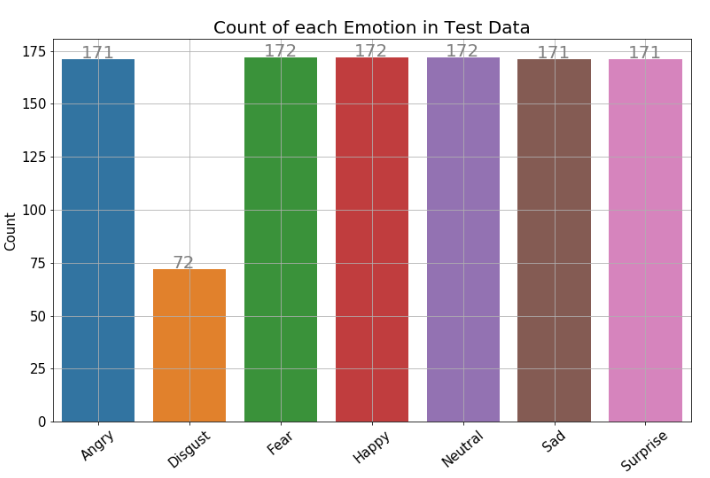 Count of each Emotion in Test Data
171
72
172
172
172
171
171
175
150
125
100
75
50
25
0
Count
Angry
Disgust
Fear
Happy
Neutral
Sad
Surprise